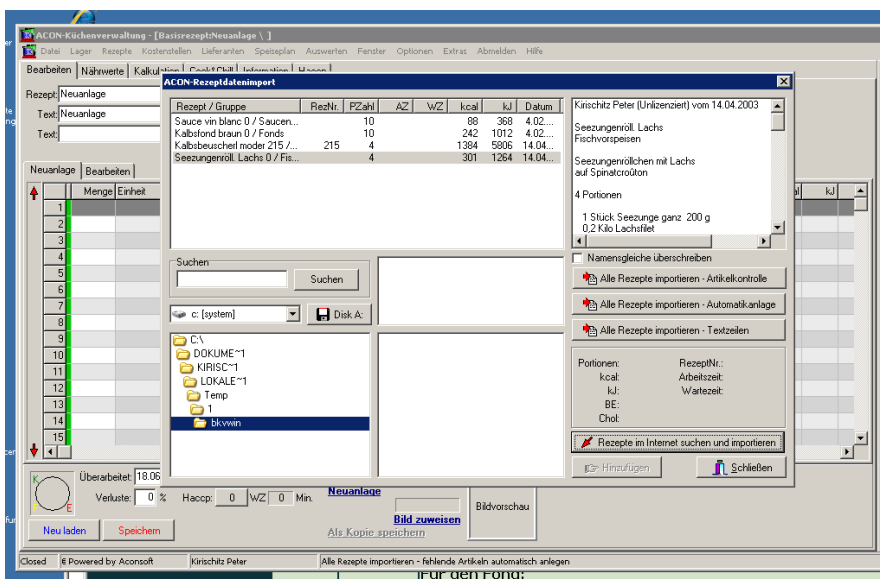 ACON-Küchenverwaltung - [Basisrezept:Neuanlage \ ]
Datei Lager Rezepte Kostenstellen Lieferanten Speiseplan Auswerten Fenster Optionen Extras Abmelden Hilfe
Bearbeiten Nährwerte Kalkulation Cook&Chill Information Haccp
Rezept: Neuanlage
Text: Neuanlage
Text:
Neuanlage Bearbeiten
Menge Einheit kJ
1
2
3
4
5
6
7
8
9
10
11
12
13
14
15
ACON-Rezeptdatenimport
Rezept / Gruppe RezNr. PZahl AZ WZ kcal kJ Datum
Sauce vin blanc 0 / Saucen... 10 88 368 4.02....
Kalbsfond braun 0 / Fonds 10 242 1012 4.02....
Kalbsbeuscherl moder 215 /... 215 4 1384 5806 14.04...
Seezungenröll. Lachs 0 / Fis... 4 301 1264 14.04...
Kirischitz Peter (Unlizenziert) vom 14.04.2003
Seezungenröll. Lachs
Fischvorspeisen
Seezungenröllchen mit Lachs
auf Spinatcroûton
4 Portionen
1 Stück Seezunge ganz 200 g
0,2 Kilo Lachsfilet
Suchen
Suchen
c: [system] Disk A:
C:\
DOKUME~1
KIRISC~1
LOKALE~1
Temp
1
bkvwin
Namensgleiche überschreiben
Alle Rezepte importieren - Artikelkontrolle
Alle Rezepte importieren - Automatikanlage
Alle Rezepte importieren - Textzeilen
Portionen: RezeptNr.:
kcal: Arbeitszeit:
kJ: Wartezeit:
BE:
Chol:
Rezepte im Internet suchen und importieren
Hinzufügen Schließen
K
E
Überarbeitet: 18.06
Verluste: 0 % Haccp: 0 WZ 0 Min.
Neuanlage
Bild zuweisen
Als Kopie speichern
Bildvorschau
Neu laden Speichern
Closed € Powered by Aconsoft Kirischitz Peter Alle Rezepte importieren - fehlende Artikeln automatisch anlegen
Für den Fond: